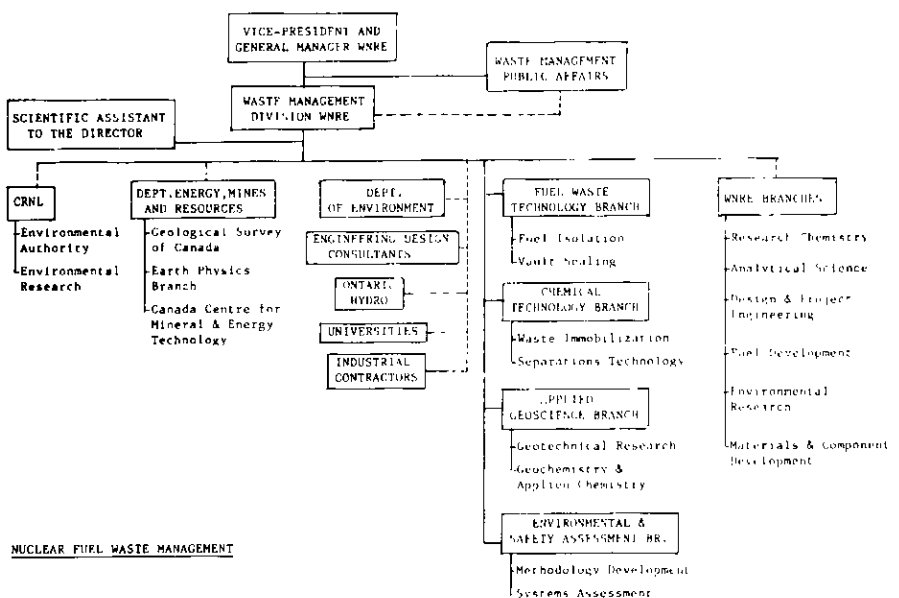 VICE-PRESIDENT AND
GENERAL MANAGER WNRE
WASTE MANAGEMENT
PUBLIC AFFAIRS
WASTE MANAGEMENT
DIVISION WNRE
SCIENTIFIC ASSISTANT
TO THE DIRECTOR
CRNL
Environmental
Authority
Environmental
Research
DEPT. ENERGY, MINES
AND RESOURCES
Geological Survey
of Canada
Earth Physics
Branch
Canada Centre for
Mineral & Energy
Technology
DEPT.
OF ENVIRONMENT
ENGINEERING DESIGN
CONSULTANTS
ONTARI.
HYDRO
UNIVERSITIES
INDUSTRIAL
CONTRACTORS
FUEL WASTE
TECHNOLOGY BRANCH
Fuel Isolation
Vault Sealing
CHEMICAL
TECHNOLOGY BRANCH
Waste Immobilization
Separations Technology
APPLIED
GEOSCIENCE BRANCH
Geotechnical Research
Geochemistry &
Applied Chemistry
ENVIRONMENTAL &
SAFETY ASSESSMENT BR.
Methodology Development
Systems Assessment
WNRE BRANCHES
Research Chemistry
Analytical Science
Design & Project
Engineering
Fuel Development
Environmental
Research
Materials & Component
Development
NUCLEAR FUEL WASTE MANAGEMENT